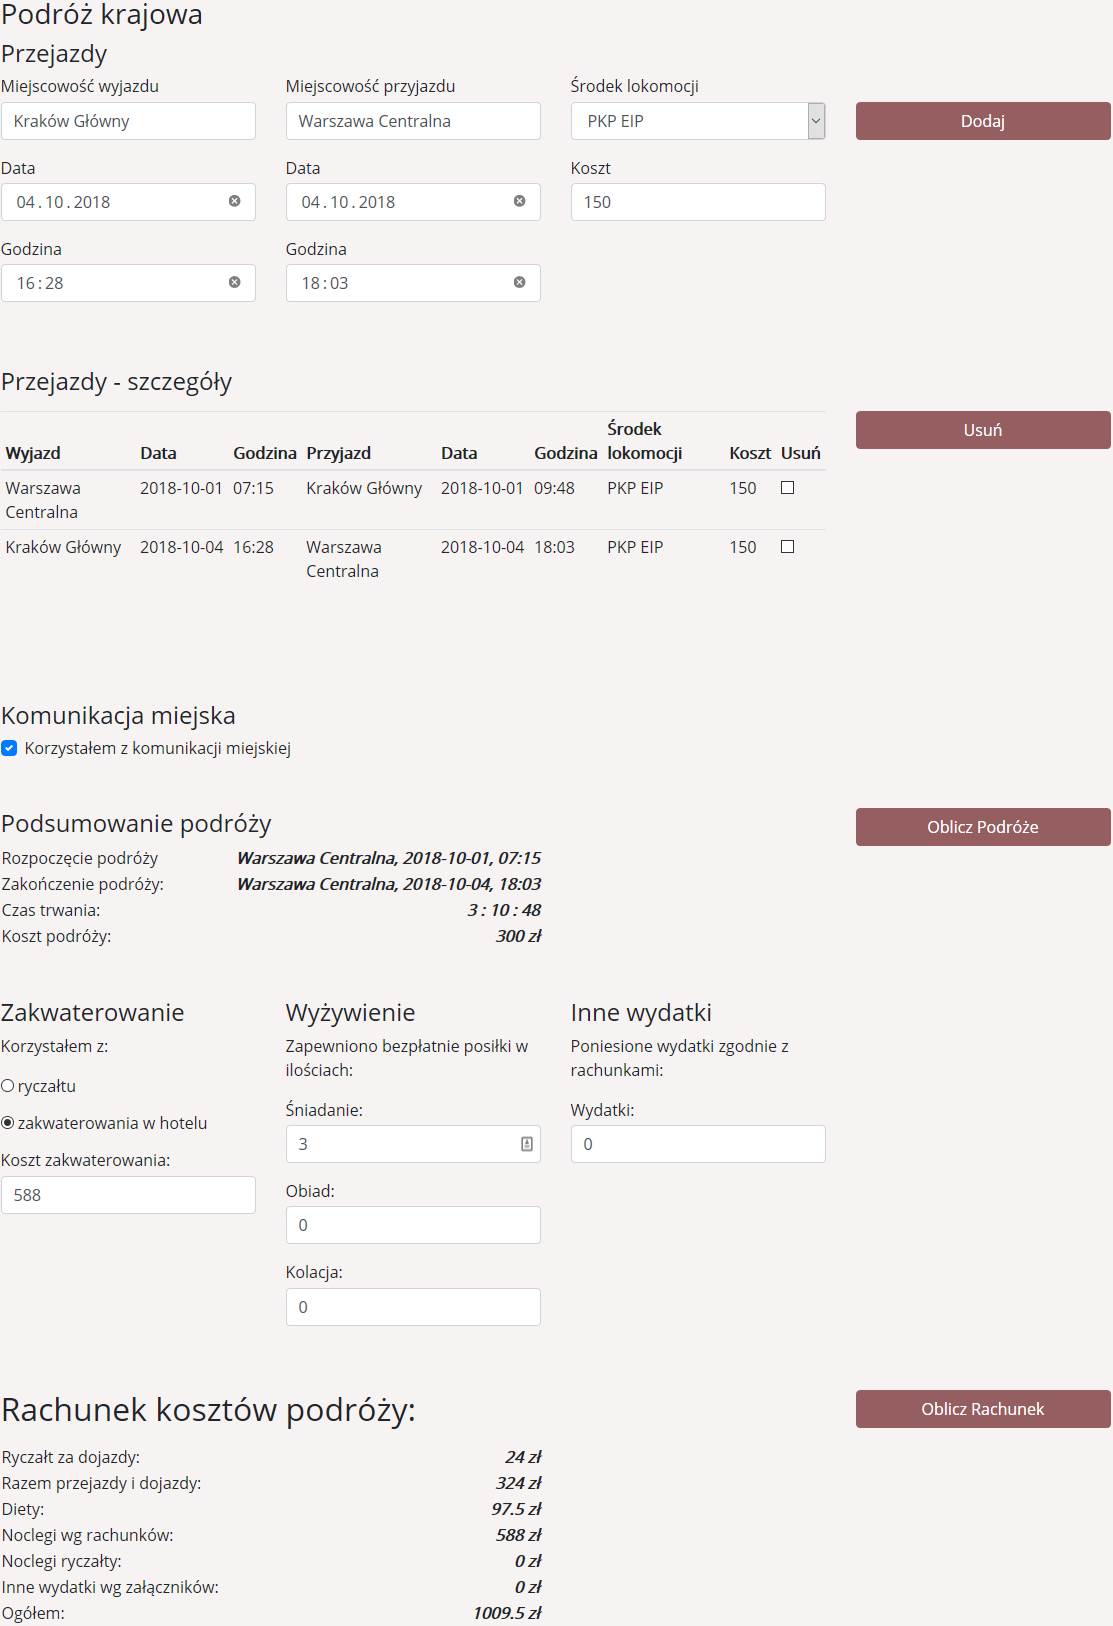 Podróż krajowa
Przejazdy
Miejscowość wyjazdu Miejscowość przyjazdu Środek lokomocji
Kraków Główny Warszawa Centralna PKP EIP Dodaj
Data Data Koszt
04.10.2018 04.10.2018 150
Godzina Godzina
16:28 18:03
Przejazdy - szczegóły
Usuń
Wyjazd Data Godzina Przyjazd Data Godzina Środek lokomocji Koszt Usuń
Warszawa Centralna 2018-10-01 07:15 Kraków Główny 2018-10-01 09:48 PKP EIP 150
Kraków Główny 2018-10-04 16:28 Warszawa Centralna 2018-10-04 18:03 PKP EIP 150
Komunikacja miejska
Korzystałem z komunikacji miejskiej
Podsumowanie podróży Oblicz Podróże
Rozpoczęcie podróży Warszawa Centralna, 2018-10-01, 07:15
Zakończenie podróży: Warszawa Centralna, 2018-10-04, 18:03
Czas trwania: 3 : 10 : 48
Koszt podróży: 300 zł
Zakwaterowanie
Korzystałem z:
ryczałtu
zakwaterowania w hotelu
Koszt zakwaterowania:
588
Wyżywienie
Zapewniono bezpłatnie posiłki w
ilościach:
Śniadanie:
3
Obiad:
0
Kolacja:
0
Inne wydatki
Poniesione wydatki zgodnie z
rachunkami:
Wydatki:
0
Rachunek kosztów podróży: Oblicz Rachunek
Ryczałt za dojazdy: 24 zł
Razem przejazdy i dojazdy: 324 zł
Diety: 97.5 zł
Noclegi wg rachunków: 588 zł
Noclegi ryczałty: 0 zł
Inne wydatki wg załączników: 0 zł
Ogółem: 1009.5 zł